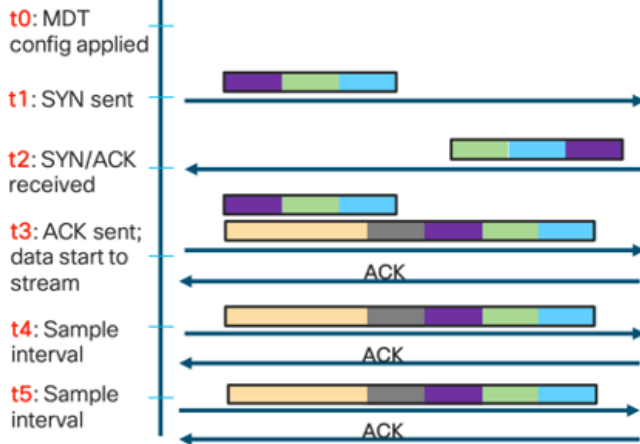 t0: MDT
config applied
t1: SYN sent
t2: SYN/ACK
received
t3: ACK sent;
data start to
stream
ACK
t4: Sample
interval
ACK
t5: Sample
interval
ACK